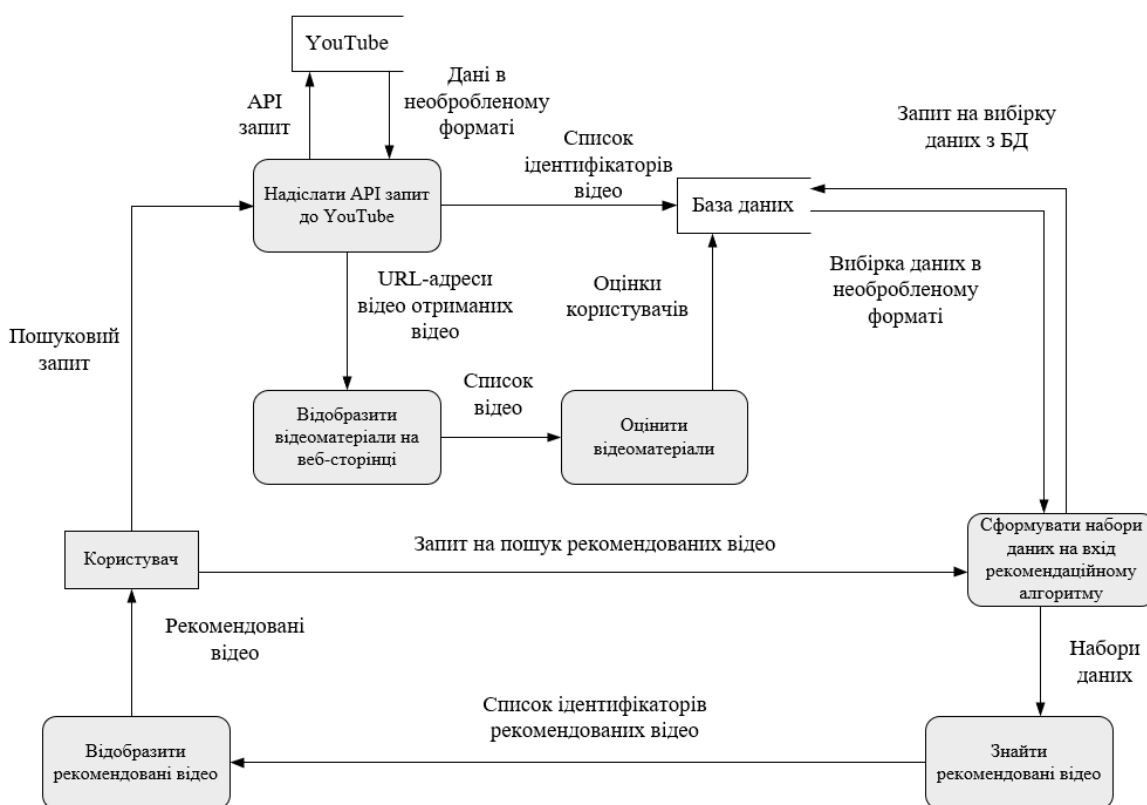 YouTube
API
запит
Дані в
необробленому
форматі
Список
ідентифікаторів
відео
Запит на вибірку
даних з БД
Надіслати API запит
до YouTube
База даних
URL-адреси
відео отриманих
відео
Оцінки
користувачів
Вибірка даних в
необробленому
форматі
Пошуковий
запит
Список
відео
Відобразити
відеоматеріали на
веб-сторінці
Оцінити
відеоматеріали
Користувач
Запит на пошук рекомендованих відео
Сформувати набори
даних на вхід
рекомендаційному
алгоритму
Рекомендовані
відео
Набори
даних
Список ідентифікаторів
рекомендованих відео
Відобразити
рекомендовані відео
Знайти
рекомендовані відео